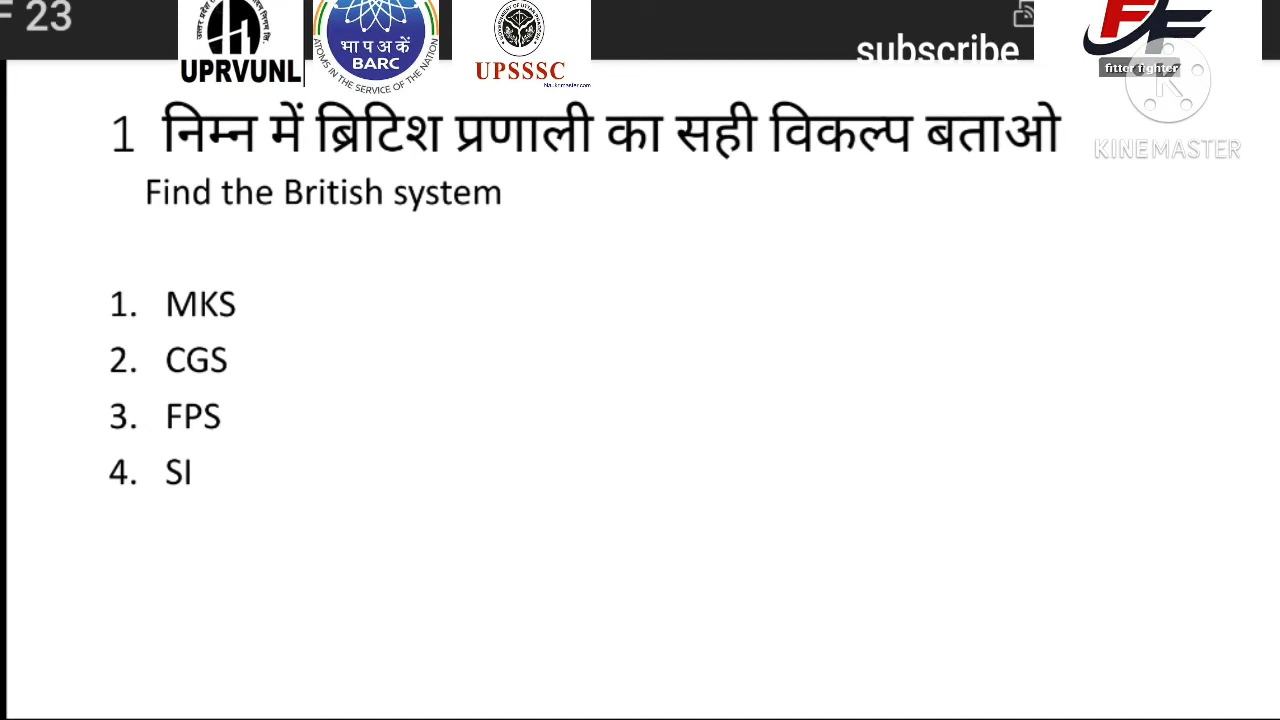 F 23
UPRVUNL
भा प अ कें
BARC
ATOMS IN THE SERVICE OF THE NATION
UPSSSC
subscribe
fitter fighter
KINEMASTER
1 निम्न में ब्रिटिश प्रणाली का सही विकल्प बताओ
Find the British system
1. MKS
2. CGS
3. FPS
4. SI